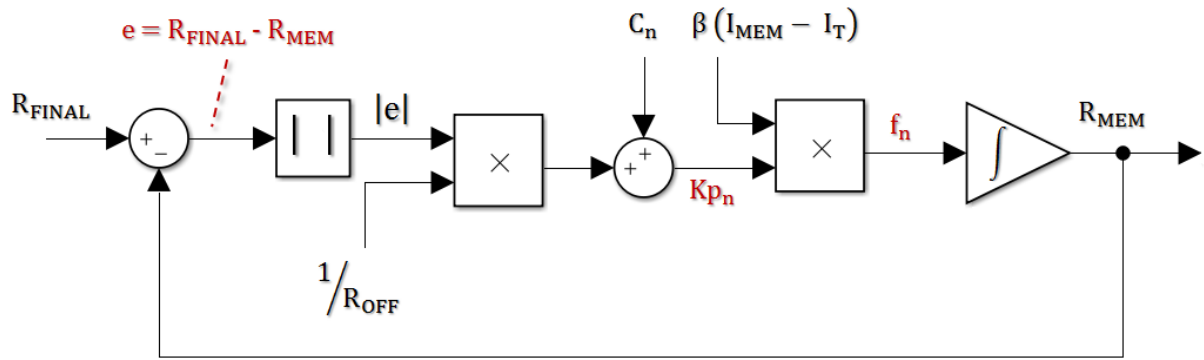 e = R_FINAL - R_MEM
C_n
β (I_MEM − I_T)
R_FINAL
+
−
| |
|e|
×
+
+
Kp_n
×
f_n
∫
R_MEM
1/R_OFF